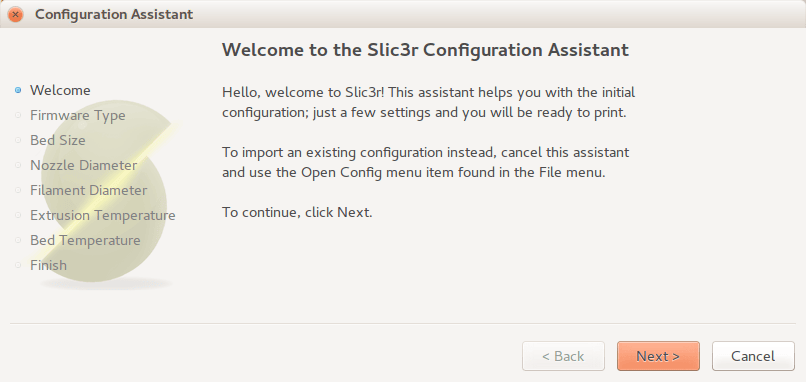 Configuration Assistant
Welcome to the Slic3r Configuration Assistant
Welcome
Firmware Type
Bed Size
Nozzle Diameter
Filament Diameter
Extrusion Temperature
Bed Temperature
Finish
Hello, welcome to Slic3r! This assistant helps you with the initial
configuration; just a few settings and you will be ready to print.
To import an existing configuration instead, cancel this assistant
and use the Open Config menu item found in the File menu.
To continue, click Next.
< Back
Next >
Cancel